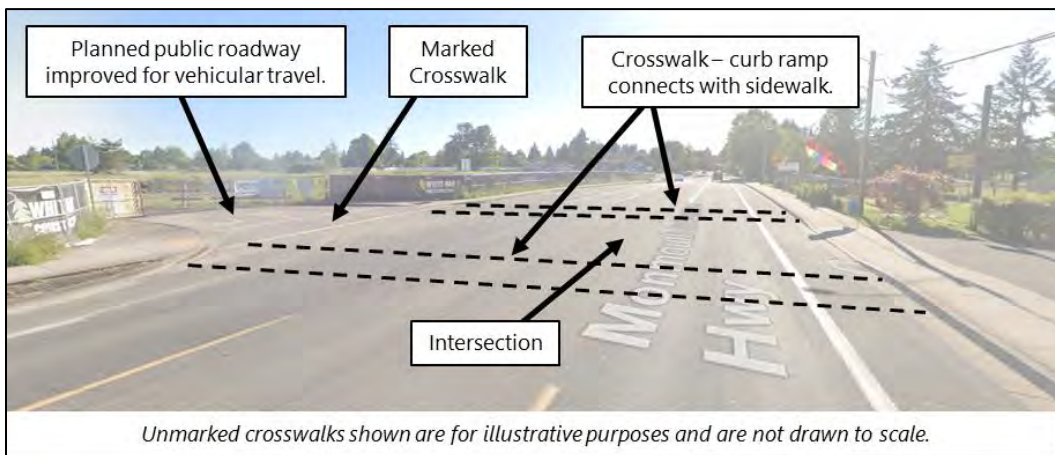 Planned public roadway
improved for vehicular travel.
Marked
Crosswalk
Crosswalk – curb ramp
connects with sidewalk.
Intersection
Monmouth
Hwy
Unmarked crosswalks shown are for illustrative purposes and are not drawn to scale.